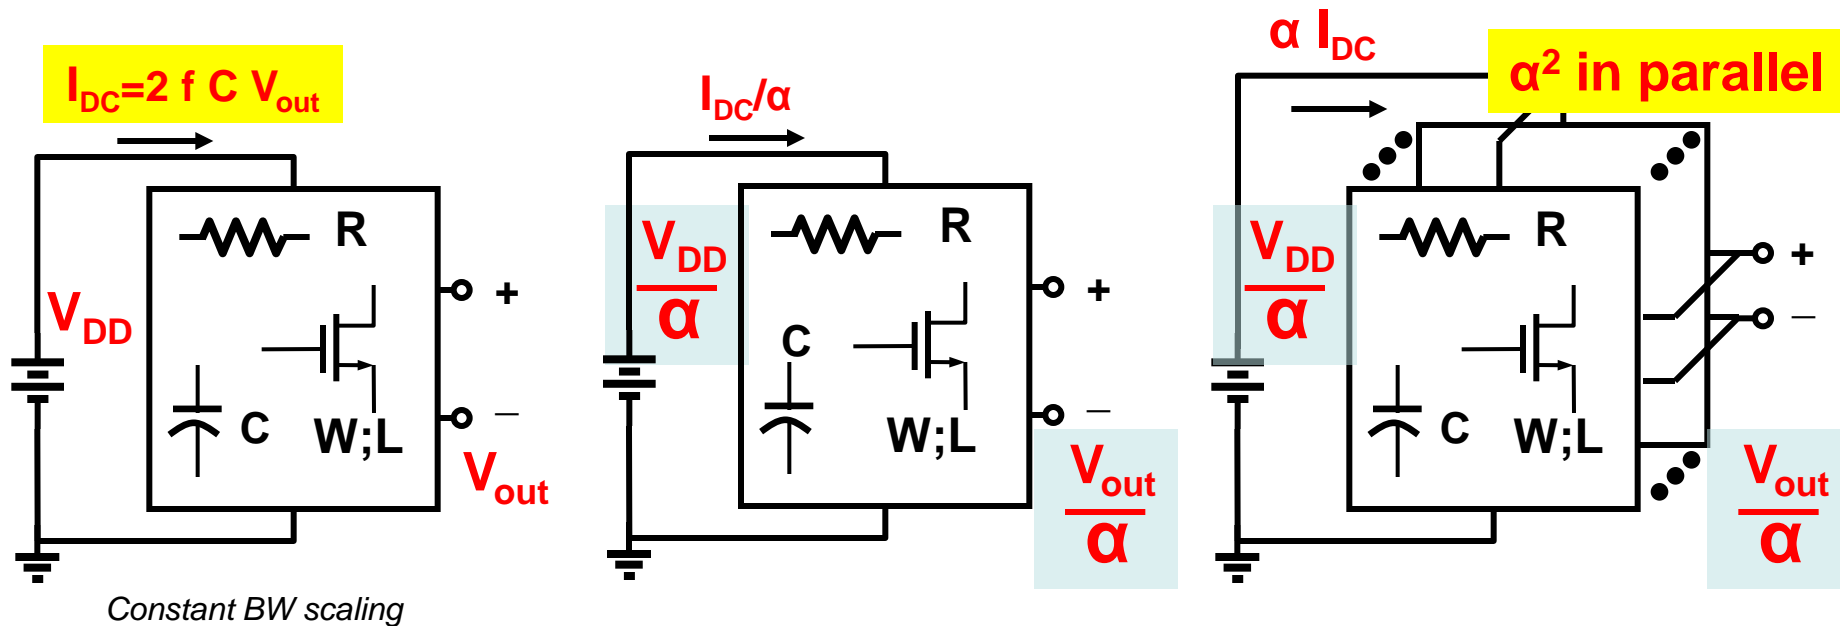 I_DC=2 f C V_out
V_DD
R
C
W;L
+
–
V_out
Constant BW scaling
I_DC/α
V_DD
α
R
C
W;L
+
–
V_out
α
α I_DC
α² in parallel
V_DD
α
R
C
W;L
+
–
V_out
α